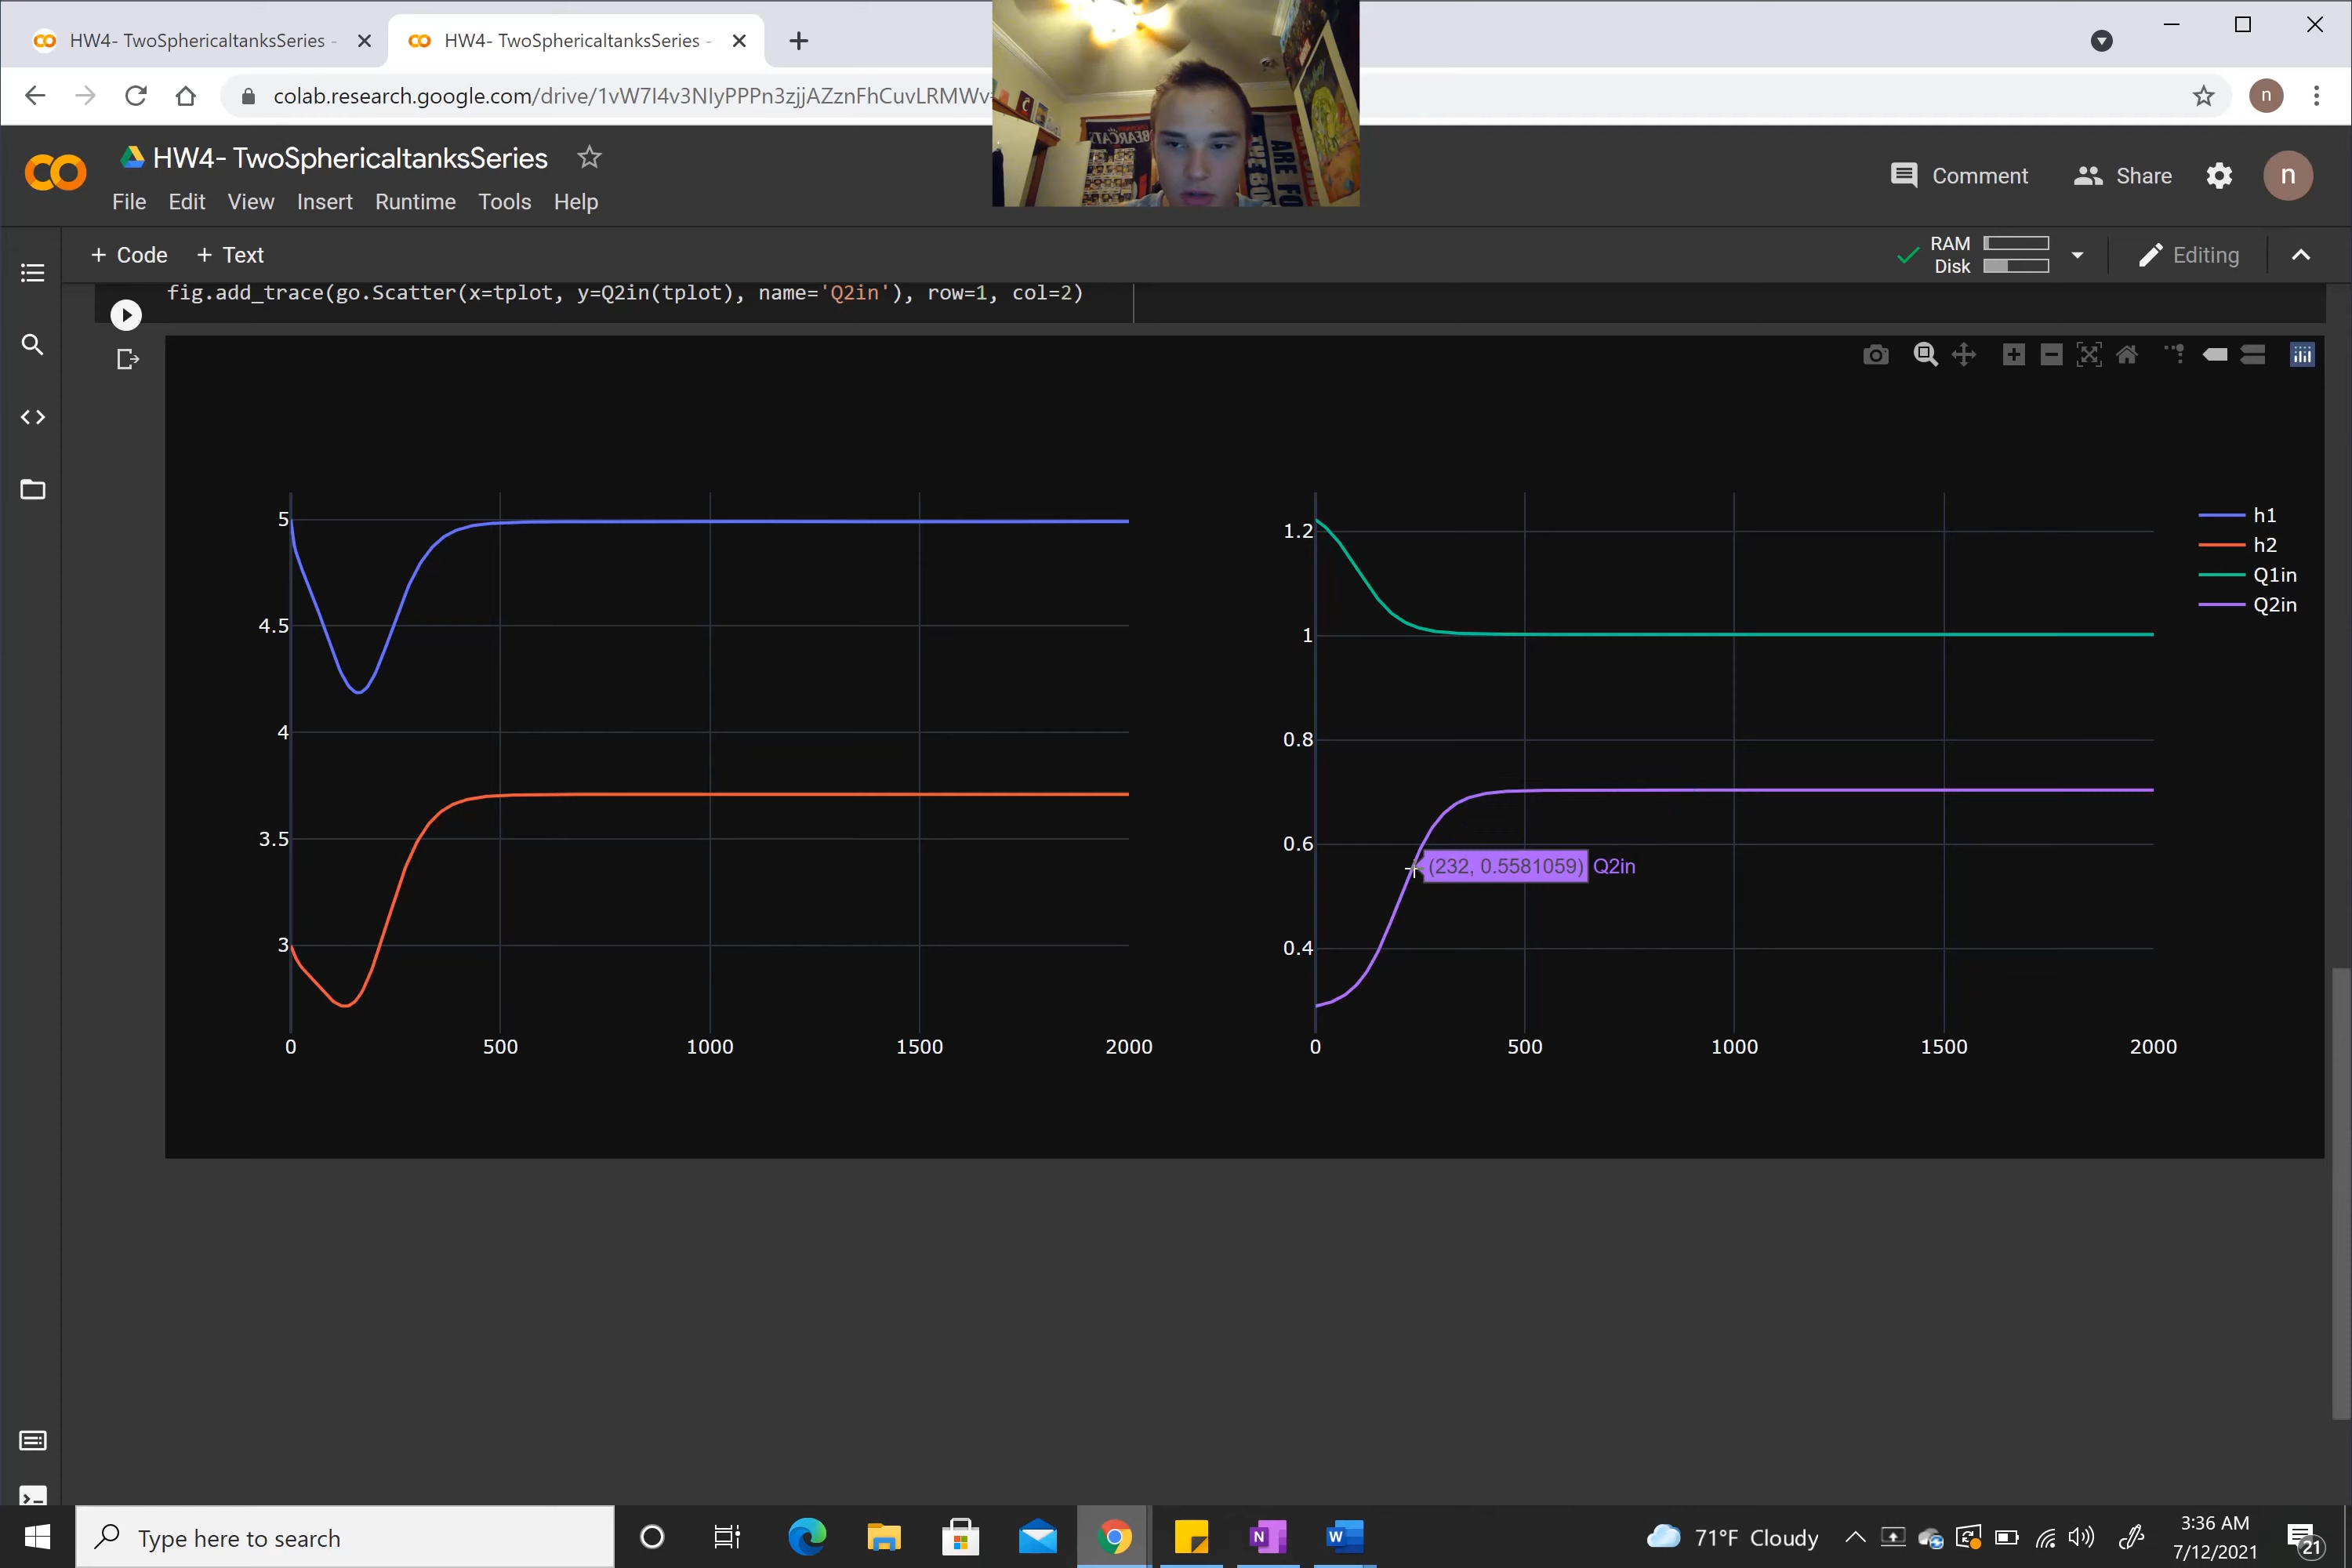 HW4- TwoSphericaltanksSeries -
HW4- TwoSphericaltanksSeries -
colab.research.google.com/drive/1vW7l4v3NlyPPPn3zjjAZznFhCuvLRMWv
n
HW4- TwoSphericaltanksSeries
File Edit View Insert Runtime Tools Help
Comment
Share
n
+ Code + Text
RAM
Disk
Editing
fig.add_trace(go.Scatter(x=tplot, y=Q2in(tplot), name='Q2in'), row=1, col=2)
5
4.5
4
3.5
3
0 500 1000 1500 2000
1.2
1
0.8
0.6
0.4
0 500 1000 1500 2000
(232, 0.5581059) Q2in
h1
h2
Q1in
Q2in
Type here to search
N
W
71°F Cloudy
3:36 AM
7/12/2021
21